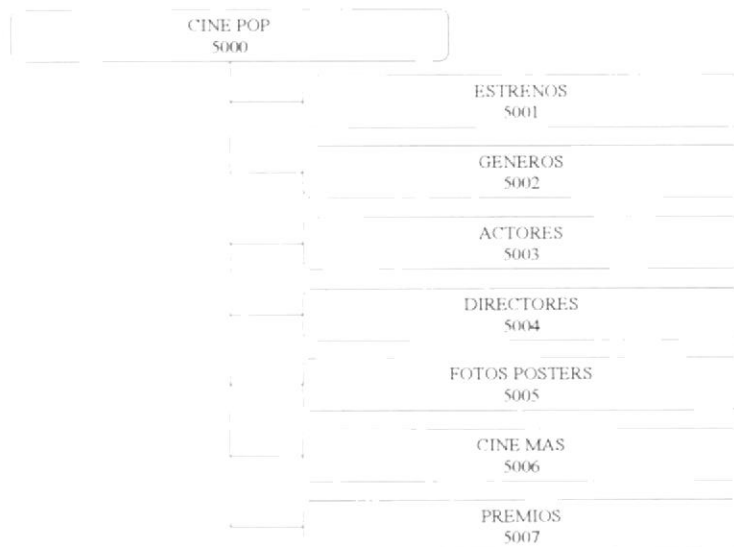 CINE POP
5000
ESTRENOS
5001
GENEROS
5002
ACTORES
5003
DIRECTORES
5004
FOTOS POSTERS
5005
CINE MAS
5006
PREMIOS
5007